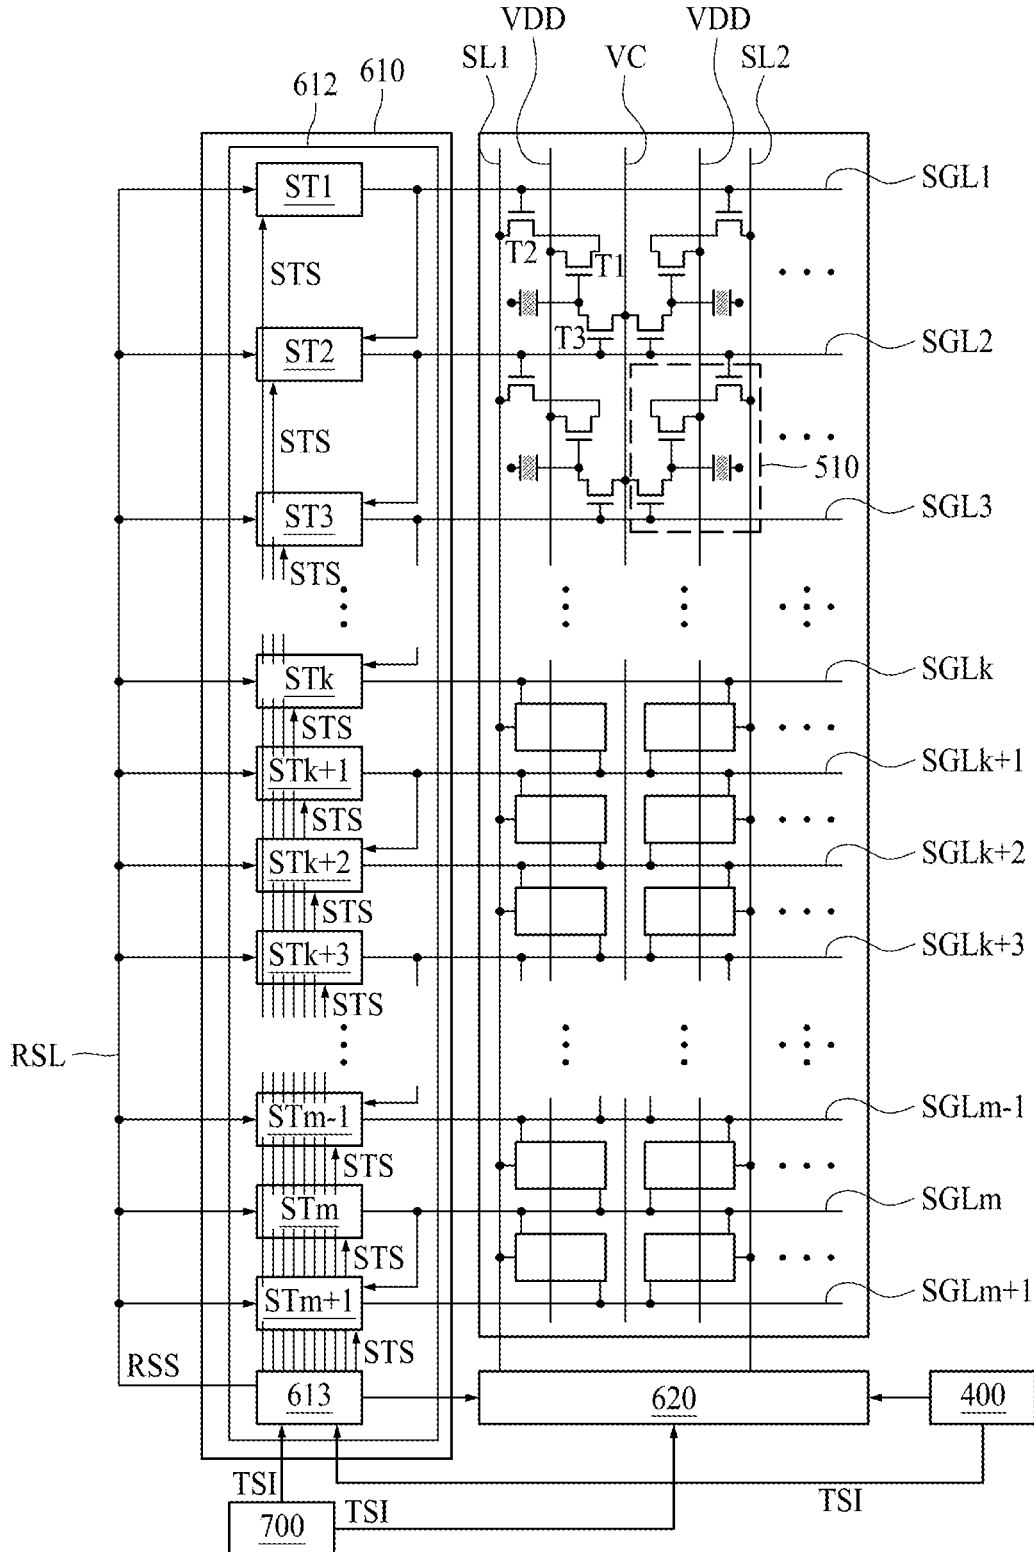 VDD
VDD
SL1
VC
SL2
610
612
ST1
SGL1
T2
T1
STS
T3
ST2
SGL2
STS
510
ST3
SGL3
STS
STk
SGLk
STS
STk+1
SGLk+1
STS
STk+2
SGLk+2
STS
STk+3
SGLk+3
STS
RSL
STm-1
SGLm-1
STS
STm
SGLm
STS
STm+1
SGLm+1
STS
RSS
613
620
400
TSI
TSI
TSI
700